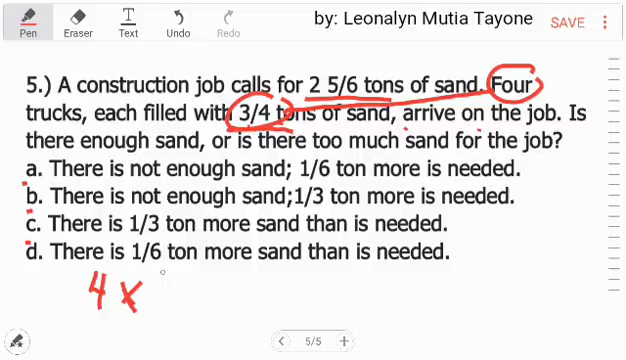 by: Leonalyn Mutia Tayone
SAVE
Pen
Eraser
Text
Undo
Redo
5.) A construction job calls for 2 5/6 tons of sand. Four
trucks, each filled with 3/4 tons of sand, arrive on the job. Is
there enough sand, or is there too much sand for the job?
a. There is not enough sand; 1/6 ton more is needed.
b. There is not enough sand;1/3 ton more is needed.
c. There is 1/3 ton more sand than is needed.
d. There is 1/6 ton more sand than is needed.
4 x
5/5